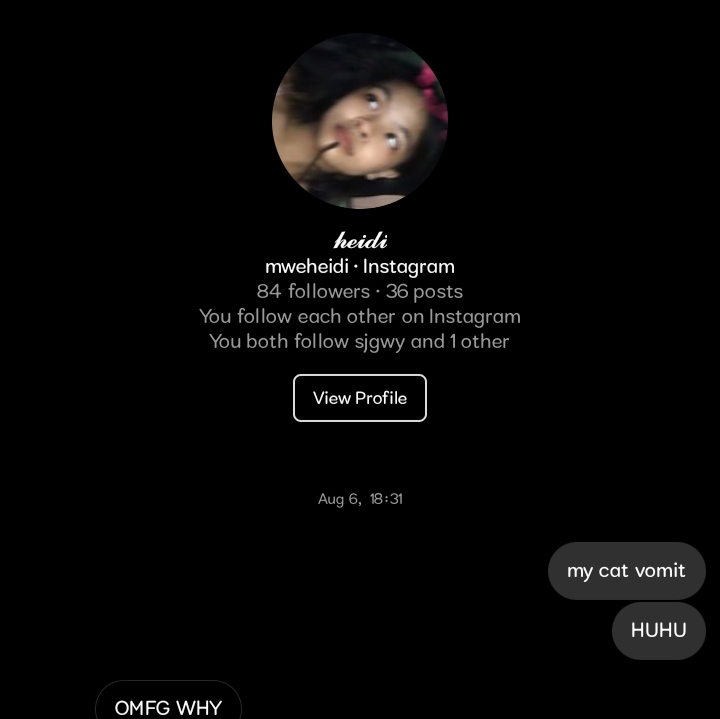 heidi
mweheidi · Instagram
84 followers · 36 posts
You follow each other on Instagram
You both follow sjgwy and 1 other
View Profile
Aug 6, 18:31
my cat vomit
HUHU
OMFG WHY